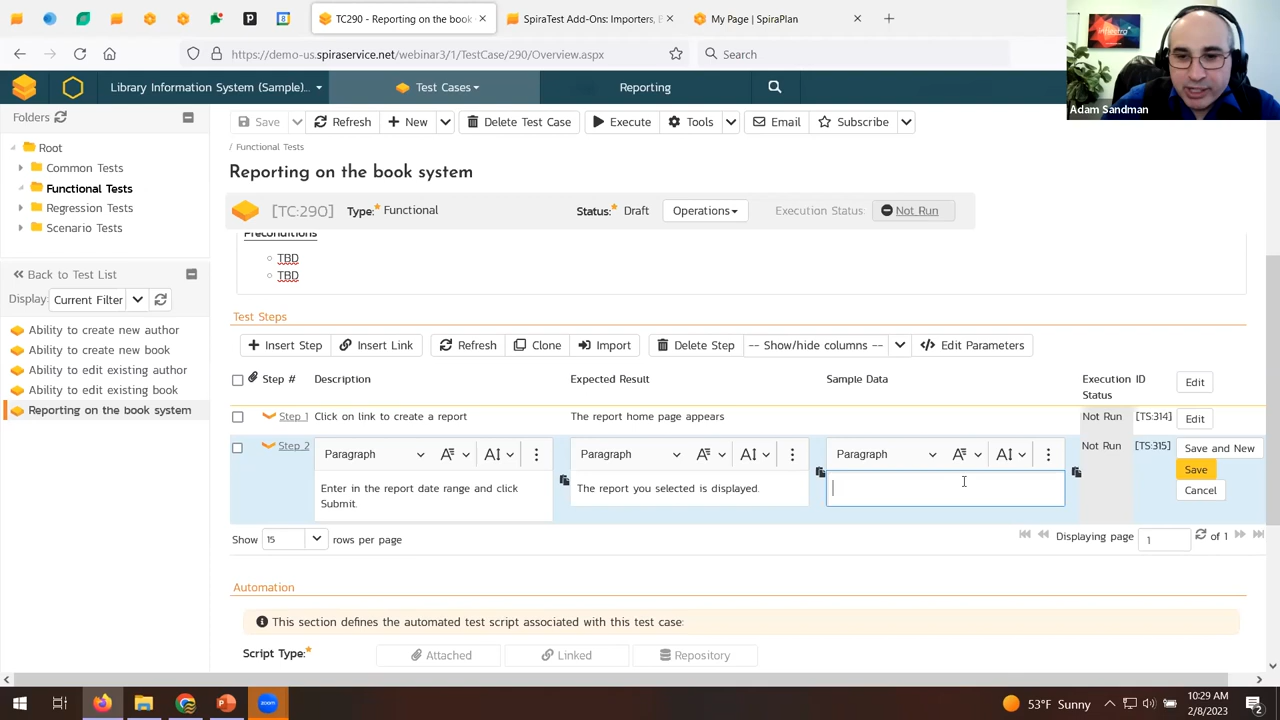 TC290 - Reporting on the book
SpiraTest Add-Ons: Importers, E
My Page | SpiraPlan
https://demo-us.spiraservice.net/webinar3/1/TestCase/290/Overview.aspx
Search
inflectra
Adam Sandman
Library Information System (Sample)...
Test Cases
Reporting
Folders
Root
Common Tests
Functional Tests
Regression Tests
Scenario Tests
Back to Test List
Display: Current Filter
Ability to create new author
Ability to create new book
Ability to edit existing author
Ability to edit existing book
Reporting on the book system
Save Refresh New Delete Test Case Execute Tools Email Subscribe
/ Functional Tests
Reporting on the book system
[TC:290] Type:* Functional Status:* Draft Operations Execution Status: Not Run
Preconditions
TBD
TBD
Test Steps
Insert Step Insert Link Refresh Clone Import Delete Step -- Show/hide columns -- Edit Parameters
Step # Description Expected Result Sample Data Execution Status ID Edit
Step 1 Click on link to create a report The report home page appears Not Run [TS:314] Edit
Step 2 Paragraph Paragraph Paragraph Not Run [TS:315] Save and New
Save
Cancel
Enter in the report date range and click
Submit.
The report you selected is displayed.
Show 15 rows per page Displaying page 1 of 1
Automation
This section defines the automated test script associated with this test case:
Script Type:* Attached Linked Repository
53°F Sunny
10:29 AM
2/8/2023
2